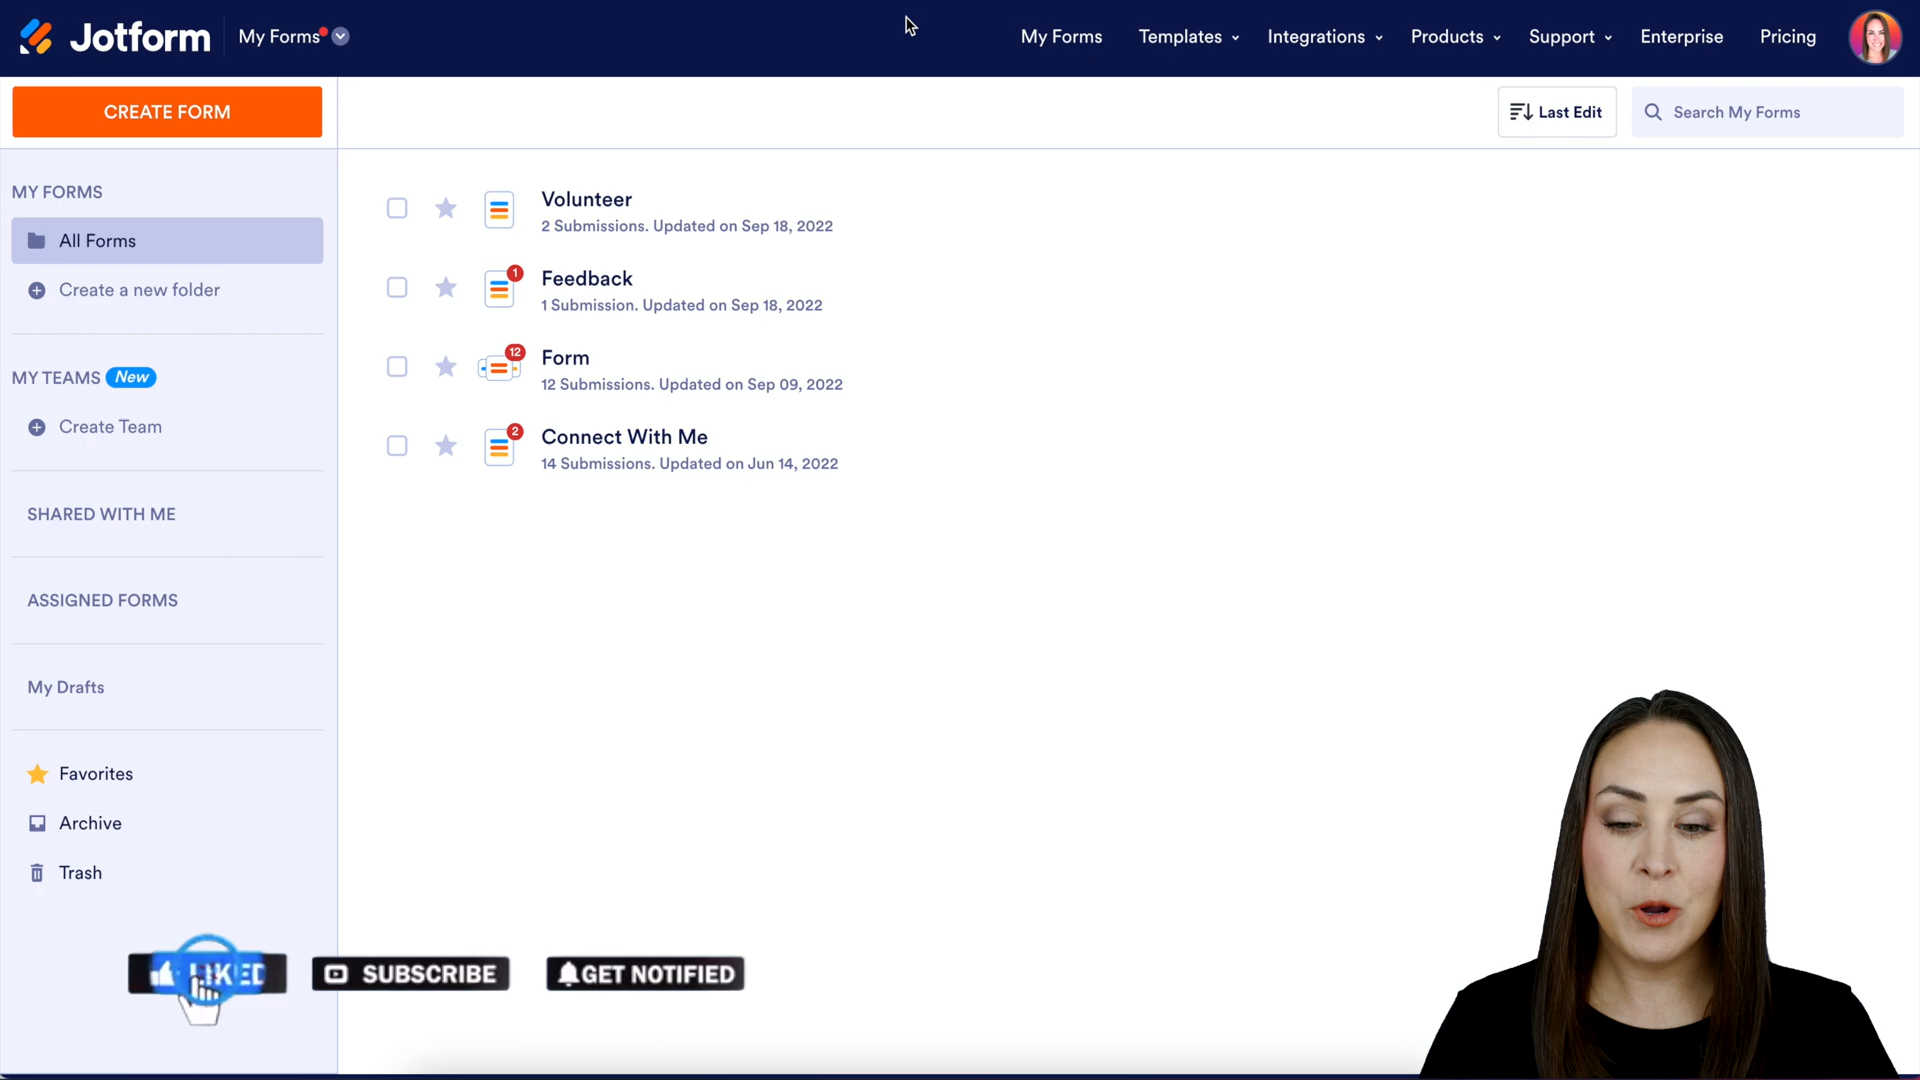 Jotform
My Forms
My Forms
Templates
Integrations
Products
Support
Enterprise
Pricing
CREATE FORM
Last Edit
Search My Forms
MY FORMS
All Forms
Create a new folder
MY TEAMS New
Create Team
SHARED WITH ME
ASSIGNED FORMS
My Drafts
Favorites
Archive
Trash
Volunteer
2 Submissions. Updated on Sep 18, 2022
1
Feedback
1 Submission. Updated on Sep 18, 2022
12
Form
12 Submissions. Updated on Sep 09, 2022
2
Connect With Me
14 Submissions. Updated on Jun 14, 2022
LIKED
SUBSCRIBE
GET NOTIFIED